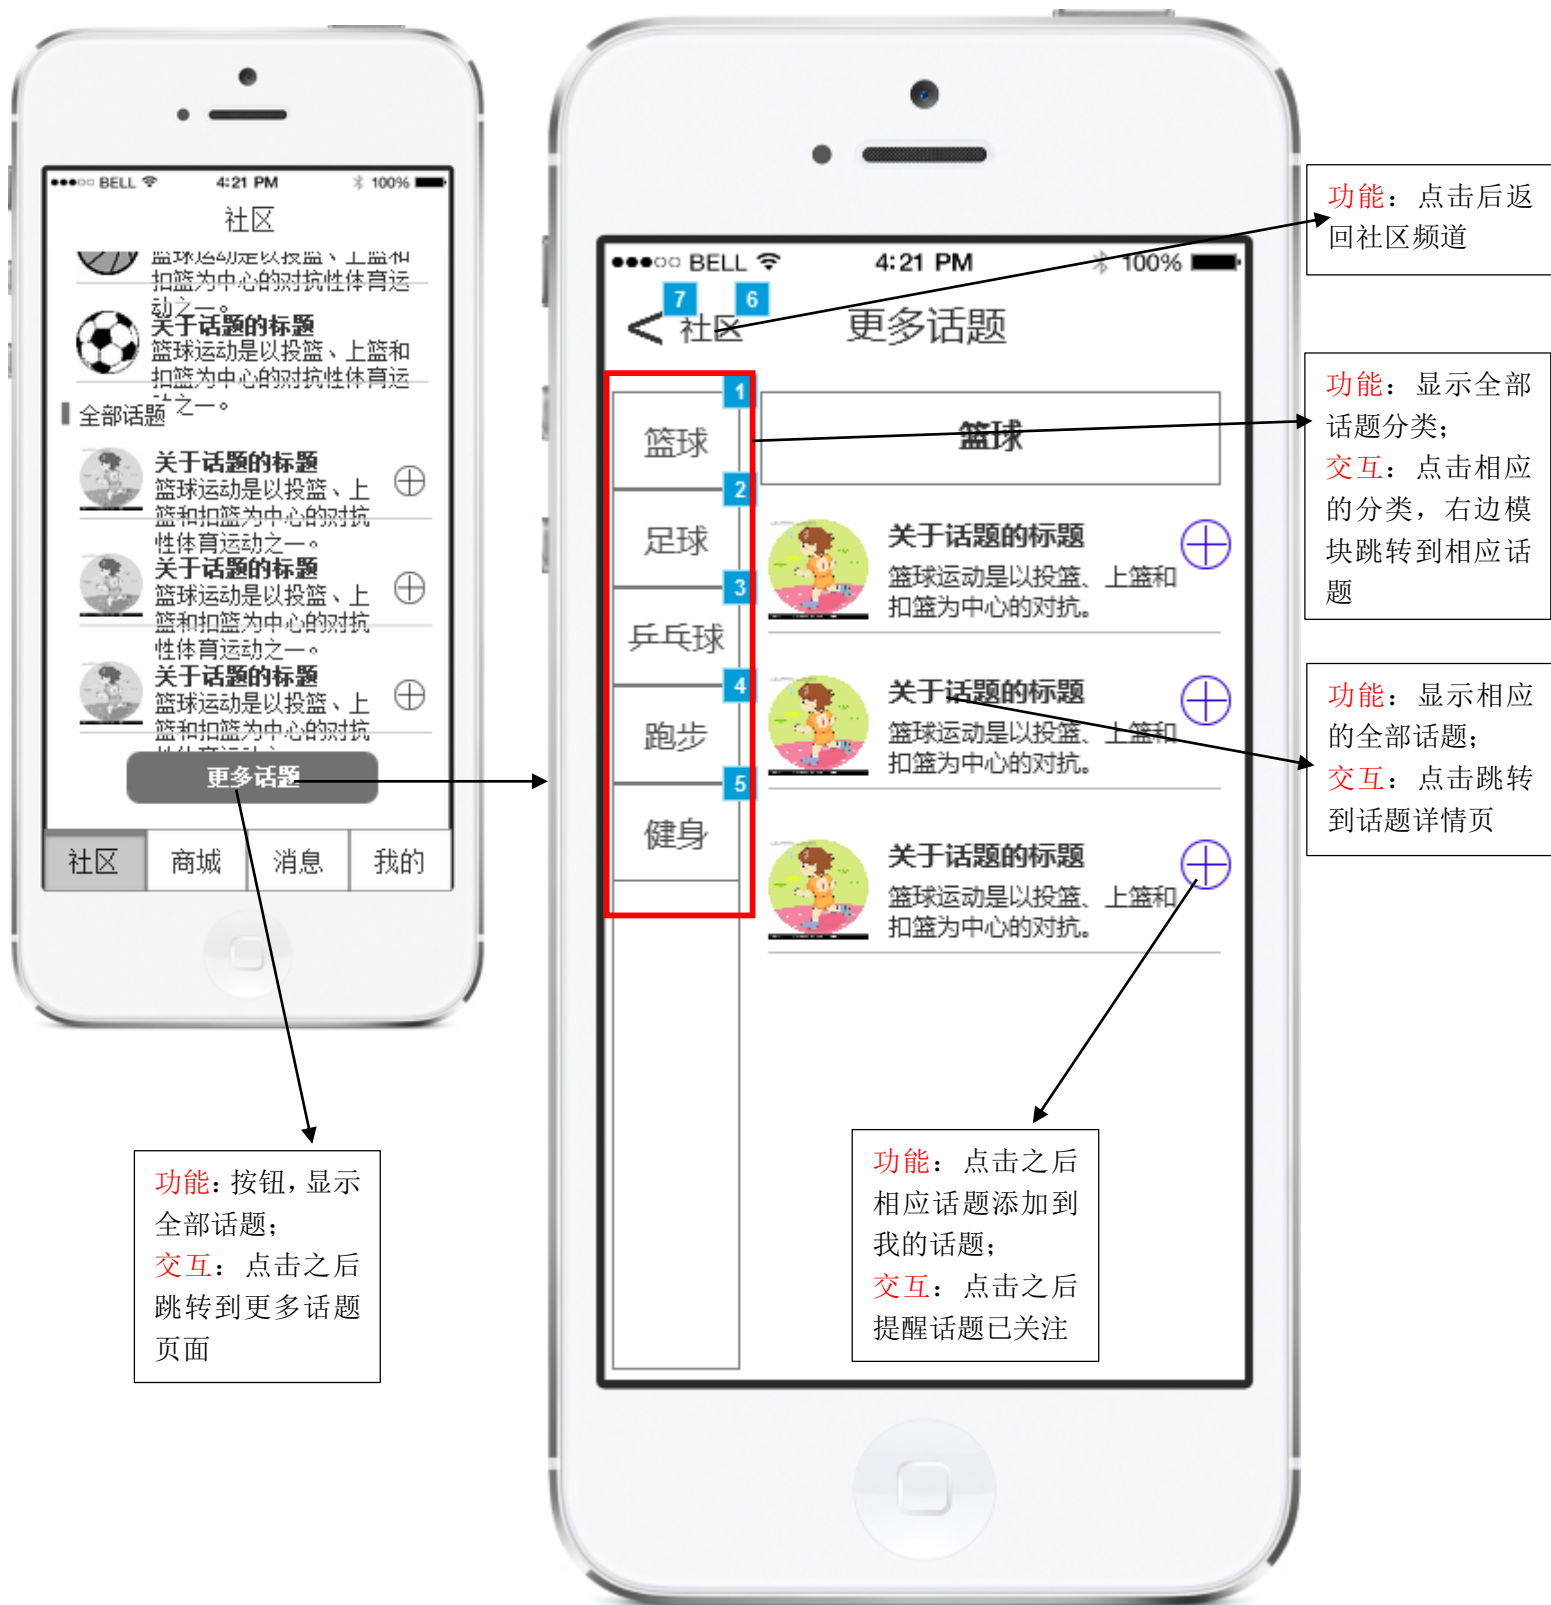 BELL
4:21 PM
100%
社区
篮球运动是以投篮、上篮和
扣篮为中心的对抗性体育运
动之一。
关于话题的标题
篮球运动是以投篮、上篮和
扣篮为中心的对抗性体育运
之一。
全部话题
关于话题的标题
篮球运动是以投篮、上
篮和扣篮为中心的对抗
性体育运动之一。
关于话题的标题
篮球运动是以投篮、上
篮和扣篮为中心的对抗
性体育运动之一。
关于话题的标题
篮球运动是以投篮、上
篮和扣篮为中心的对抗
更多话题
社区
商城
消息
我的
功能：按钮，显示
全部话题；
交互：点击之后
跳转到更多话题
页面
BELL
4:21 PM
100%
7
6
< 社区
更多话题
1
篮球
2
足球
3
乒乓球
4
跑步
5
健身
篮球
关于话题的标题
篮球运动是以投篮、上篮和
扣篮为中心的对抗。
关于话题的标题
篮球运动是以投篮、上篮和
扣篮为中心的对抗。
关于话题的标题
篮球运动是以投篮、上篮和
扣篮为中心的对抗。
功能：点击之后
相应话题添加到
我的话题；
交互：点击之后
提醒话题已关注
功能：点击后返
回社区频道
功能：显示全部
话题分类；
交互：点击相应
的分类，右边模
块跳转到相应话
题
功能：显示相应
的全部话题；
交互：点击跳转
到话题详情页